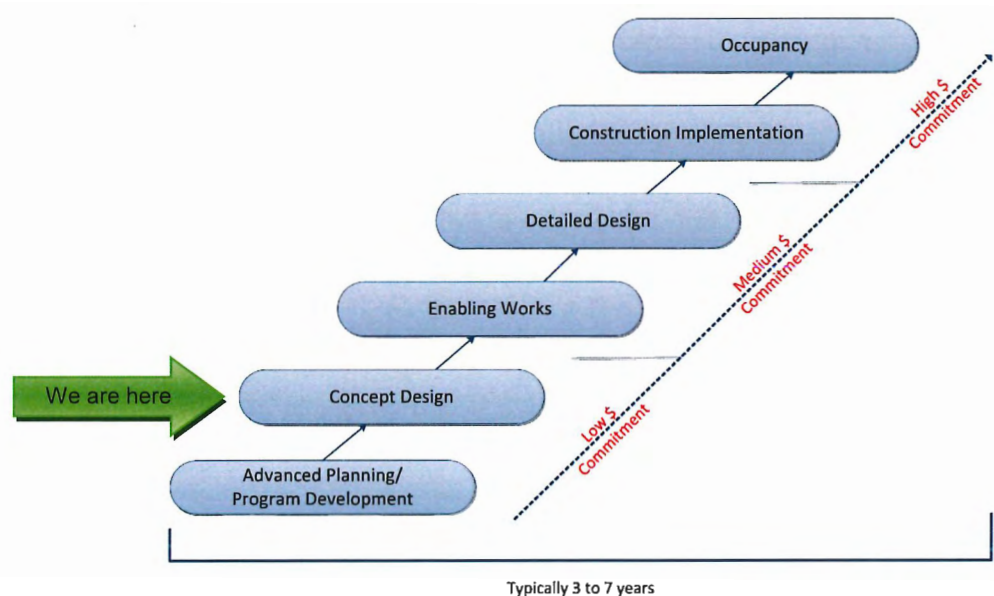 Occupancy
High $
Commitment
Construction Implementation
Detailed Design
Medium $
Commitment
Enabling Works
We are here
Concept Design
Low $
Commitment
Advanced Planning/
Program Development
Typically 3 to 7 years